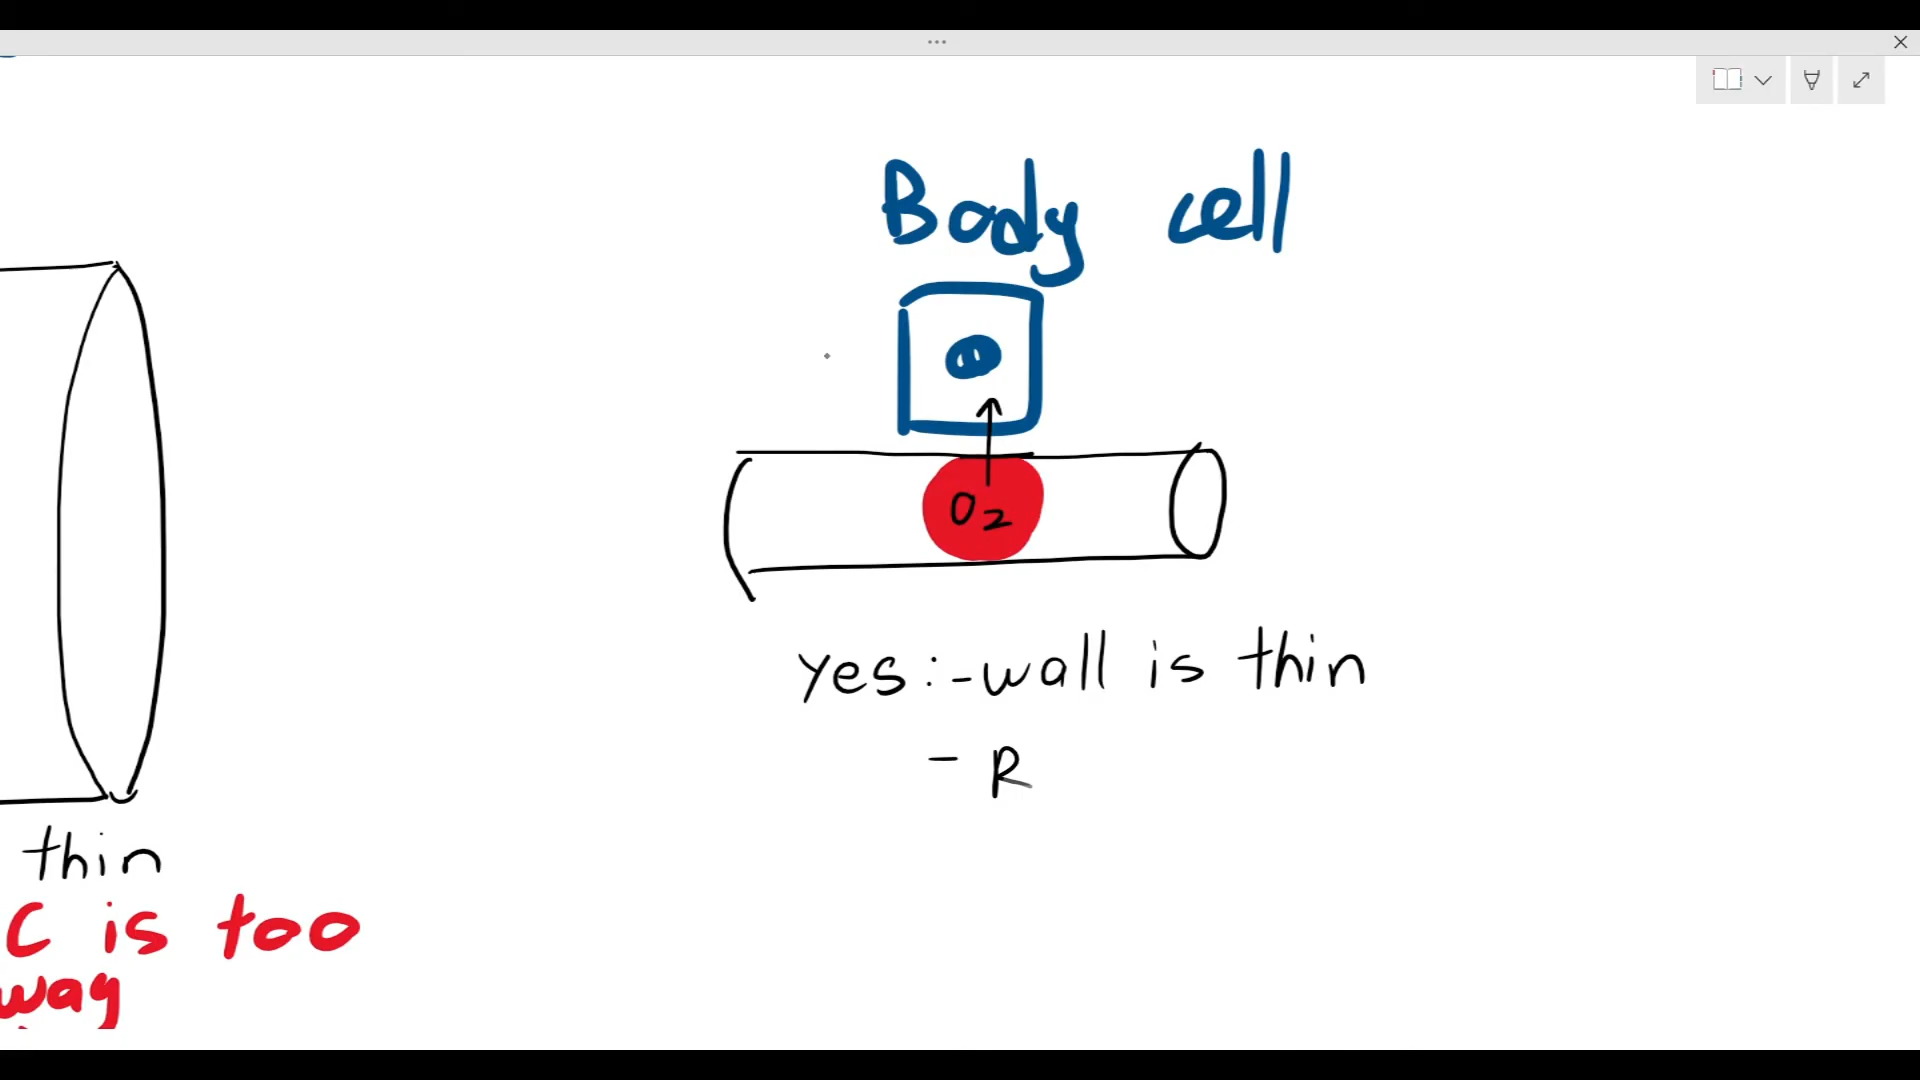 Body cell
O2
yes: - wall is thin
- R
thin
C is too
way